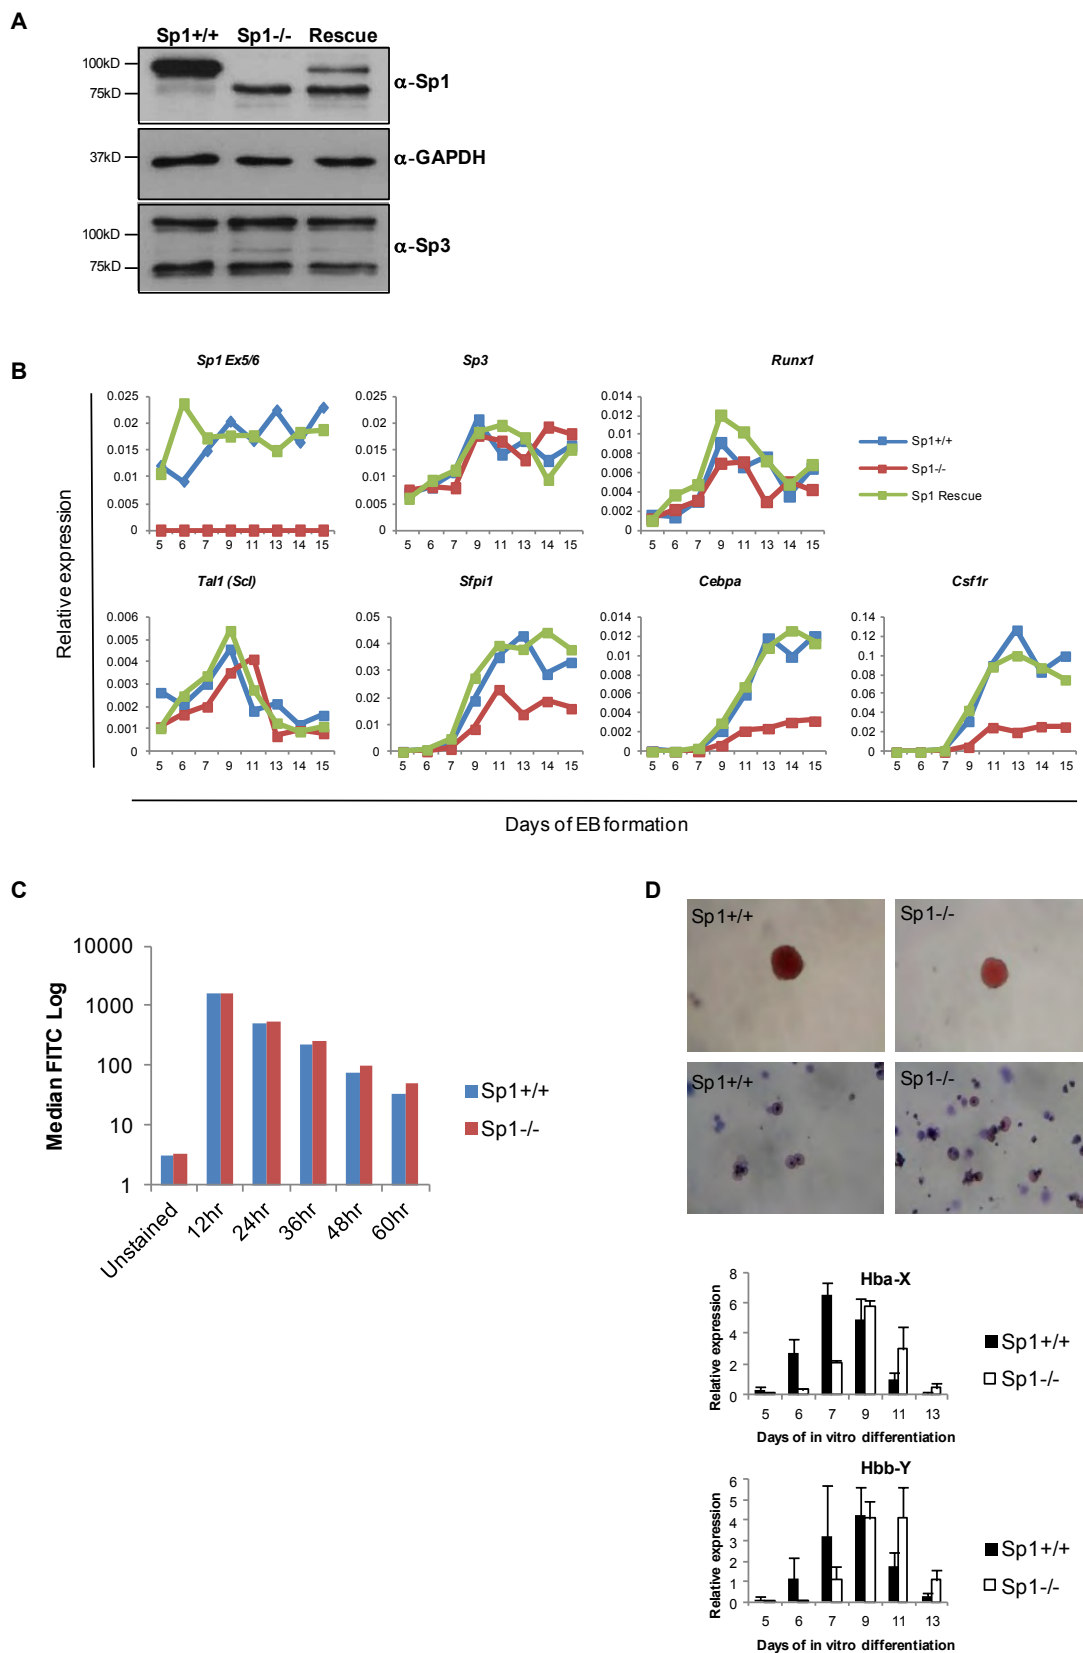 A
Sp1+/+ Sp1-/- Rescue
100kD
75kD
α-Sp1
37kD
α-GAPDH
100kD
75kD
α-Sp3
B
Relative expression
Sp1 Ex5/6
0.025
0.02
0.015
0.01
0.005
0
5 6 7 9 11 13 14 15
Sp3
0.025
0.02
0.015
0.01
0.005
0
5 6 7 9 11 13 14 15
Runx1
0.014
0.012
0.01
0.008
0.006
0.004
0.002
0
5 6 7 9 11 13 14 15
Sp1+/+
Sp1-/-
Sp1 Rescue
Tal1 (Scl)
0.006
0.005
0.004
0.003
0.002
0.001
0
5 6 7 9 11 13 14 15
Sfpi1
0.05
0.04
0.03
0.02
0.01
0
5 6 7 9 11 13 14 15
Cebpa
0.014
0.012
0.01
0.008
0.006
0.004
0.002
0
5 6 7 9 11 13 14 15
Csf1r
0.14
0.12
0.1
0.08
0.06
0.04
0.02
0
5 6 7 9 11 13 14 15
Days of EB formation
C
Median FITC Log
10000
1000
100
10
1
Unstained 12hr 24hr 36hr 48hr 60hr
Sp1+/+
Sp1-/-
D
Sp1+/+
Sp1-/-
Sp1+/+
Sp1-/-
Hba-X
Relative expression
8
6
4
2
0
5 6 7 9 11 13
Days of in vitro differentiation
Sp1+/+
Sp1-/-
Hbb-Y
Relative expression
6
5
4
3
2
1
0
5 6 7 9 11 13
Days of in vitro differentiation
Sp1+/+
Sp1-/-